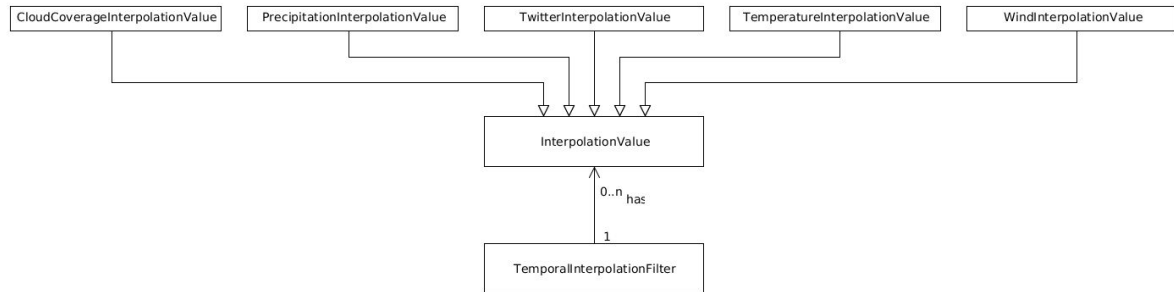 CloudCoverageInterpolationValue
PrecipitationInterpolationValue
TwitterInterpolationValue
TemperatureInterpolationValue
WindInterpolationValue
InterpolationValue
0..n
has
1
TemporalInterpolationFilter